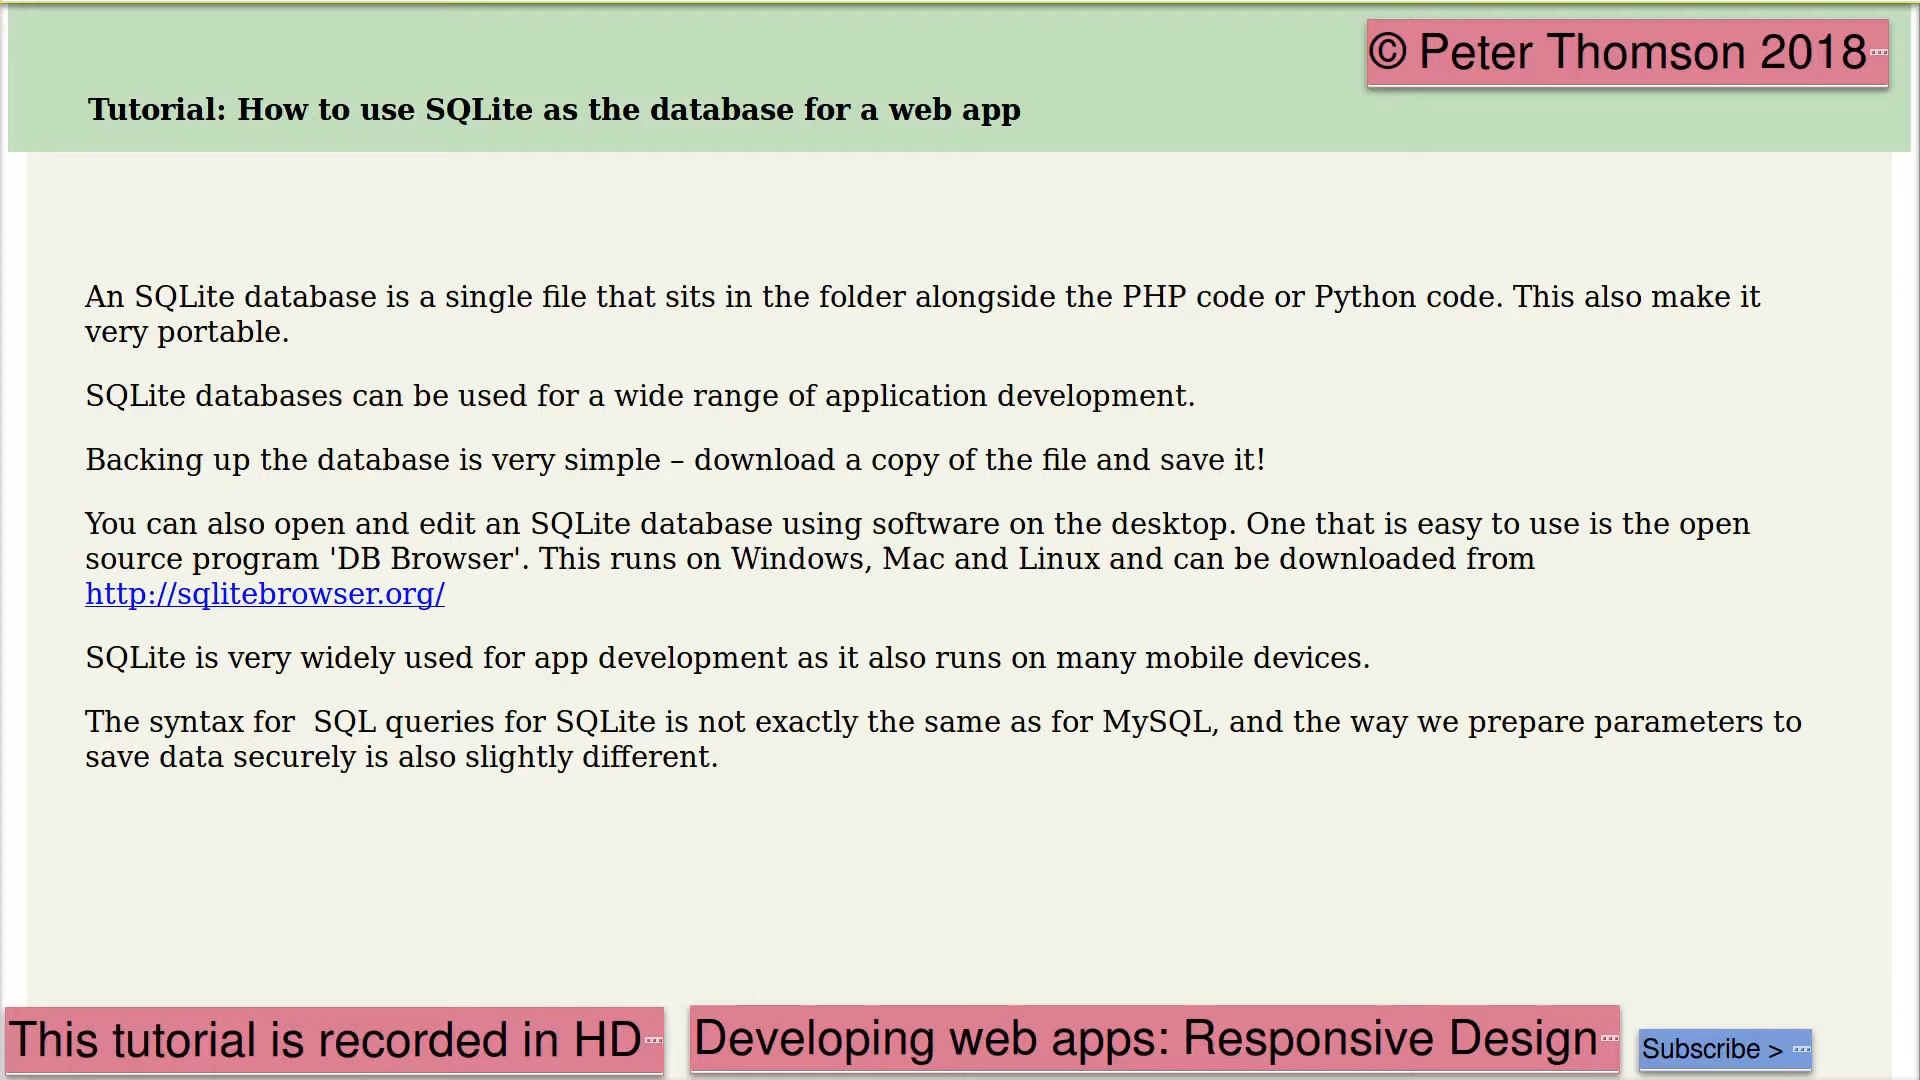 © Peter Thomson 2018
Tutorial: How to use SQLite as the database for a web app
An SQLite database is a single file that sits in the folder alongside the PHP code or Python code. This also make it
very portable.
SQLite databases can be used for a wide range of application development.
Backing up the database is very simple – download a copy of the file and save it!
You can also open and edit an SQLite database using software on the desktop. One that is easy to use is the open
source program 'DB Browser'. This runs on Windows, Mac and Linux and can be downloaded from
http://sqlitebrowser.org/
SQLite is very widely used for app development as it also runs on many mobile devices.
The syntax for  SQL queries for SQLite is not exactly the same as for MySQL, and the way we prepare parameters to
save data securely is also slightly different.
This tutorial is recorded in HD
Developing web apps: Responsive Design
Subscribe >